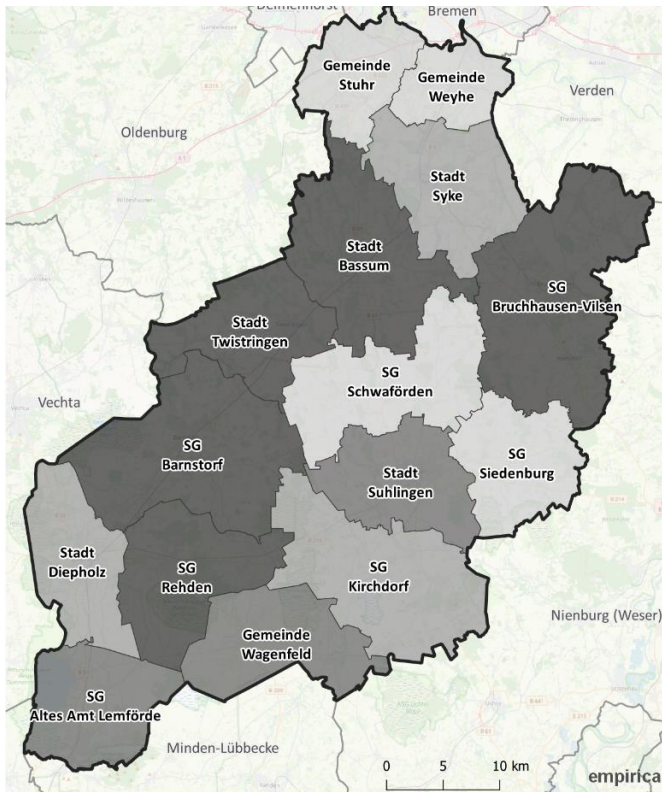 Delmenhorst
Bremen
Gemeinde
Stuhr
Gemeinde
Weyhe
Verden
Oldenburg
Stadt
Syke
Stadt
Bassum
SG
Bruchhausen-Vilsen
Stadt
Twistringen
SG
Schwaförden
Vechta
SG
Barnstorf
Stadt
Suhlingen
SG
Siedenburg
Stadt
Diepholz
SG
Rehden
SG
Kirchdorf
Nienburg (Weser)
Gemeinde
Wagenfeld
SG
Altes Amt Lemförde
Minden-Lübbecke
0 5 10 km
empirica